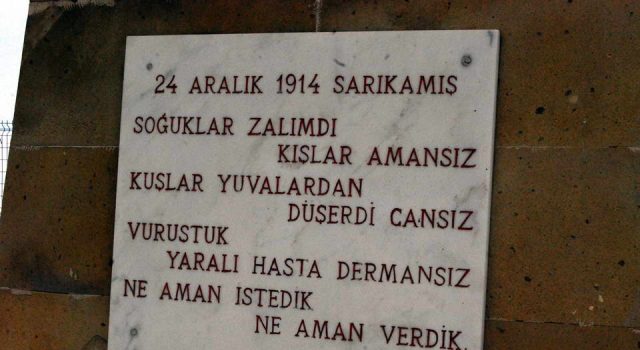 24 ARALIK 1914 SARIKAMIŞ
SOĞUKLAR ZALIMDI
KIŞLAR AMANSIZ
KUŞLAR YUVALARDAN
DÜŞERDİ CANSIZ
VURUSTUK
YARALI HASTA DERMANSIZ
NE AMAN ISTEDIK
NE AMAN VERDIK.